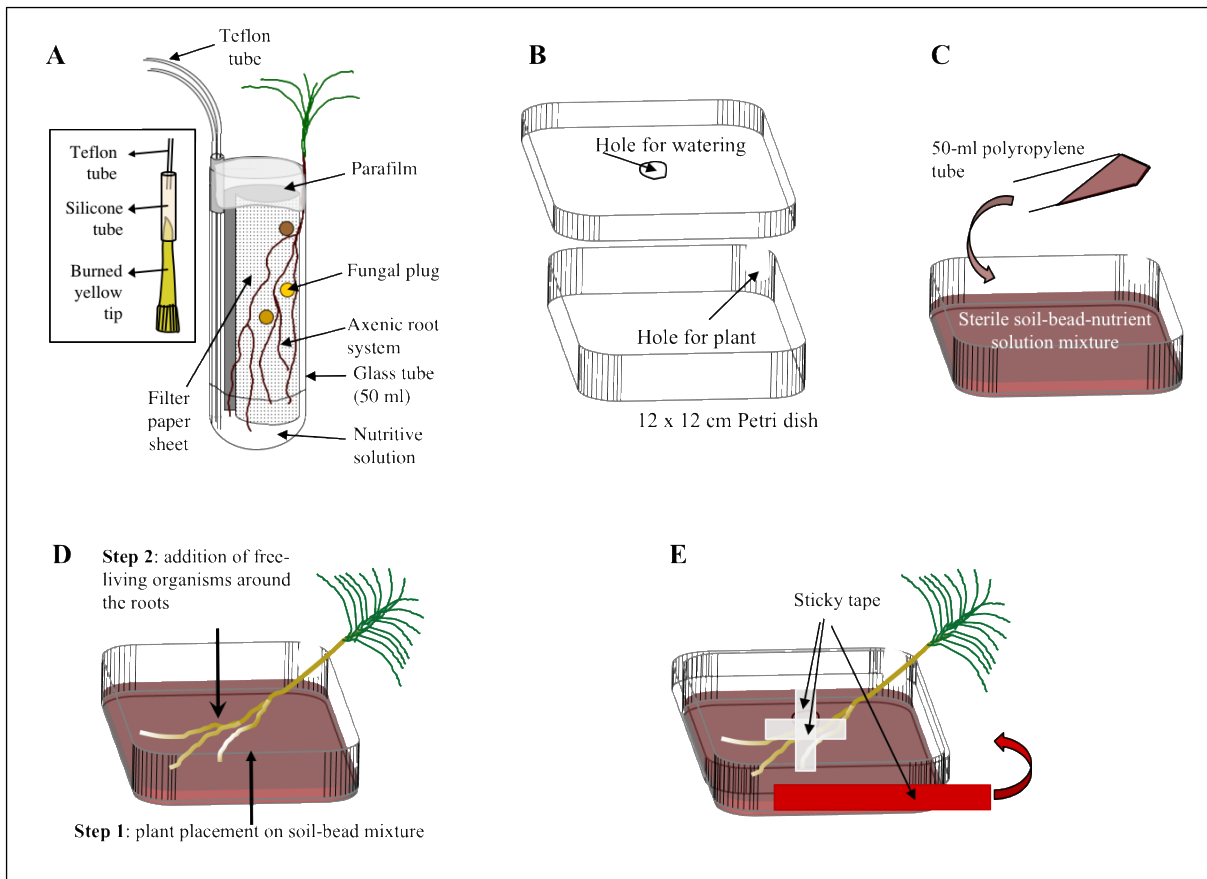 A
Teflon
tube
Teflon
tube
Silicone
tube
Burned
yellow
tip
Parafilm
Fungal plug
Axenic root
system
Glass tube
(50 ml)
Nutritive
solution
Filter
paper
sheet
B
Hole for watering
Hole for plant
12 x 12 cm Petri dish
C
50-ml polypropylene
tube
Sterile soil-bead-nutrient
solution mixture
D
Step 2: addition of free-
living organisms around
the roots
Step 1: plant placement on soil-bead mixture
E
Sticky tape